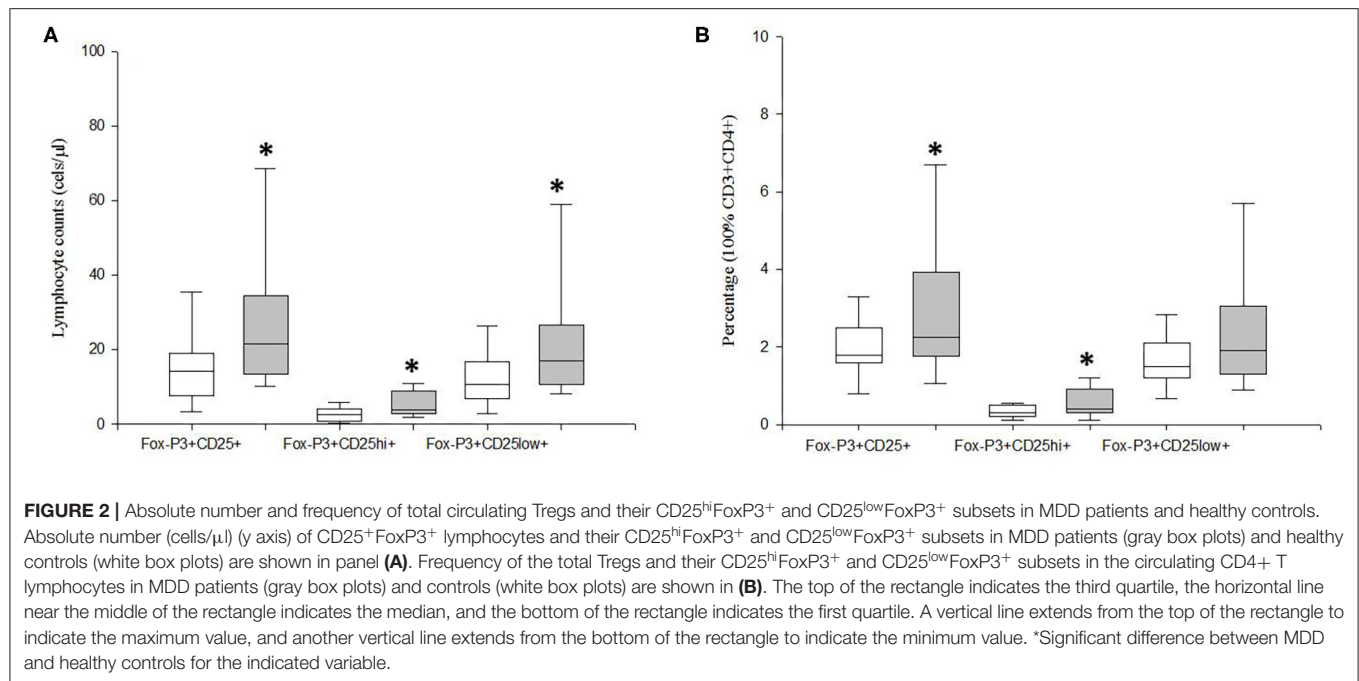 A
B
Lymphocyte counts (cels/µl)
100
80
60
40
20
0
*
*
*
Fox-P3+CD25+
Fox-P3+CD25hi+
Fox-P3+CD25low+
Percentage (100% CD3+CD4+)
10
8
6
4
2
0
*
*
Fox-P3+CD25+
Fox-P3+CD25hi+
Fox-P3+CD25low+
FIGURE 2 | Absolute number and frequency of total circulating Tregs and their CD25ʰⁱFoxP3⁺ and CD25ˡᵒʷFoxP3⁺ subsets in MDD patients and healthy controls.
Absolute number (cells/µl) (y axis) of CD25⁺FoxP3⁺ lymphocytes and their CD25ʰⁱFoxP3⁺ and CD25ˡᵒʷFoxP3⁺ subsets in MDD patients (gray box plots) and healthy
controls (white box plots) are shown in panel (A). Frequency of the total Tregs and their CD25ʰⁱFoxP3⁺ and CD25ˡᵒʷFoxP3⁺ subsets in the circulating CD4+ T
lymphocytes in MDD patients (gray box plots) and controls (white box plots) are shown in (B). The top of the rectangle indicates the third quartile, the horizontal line
near the middle of the rectangle indicates the median, and the bottom of the rectangle indicates the first quartile. A vertical line extends from the top of the rectangle to
indicate the maximum value, and another vertical line extends from the bottom of the rectangle to indicate the minimum value. *Significant difference between MDD
and healthy controls for the indicated variable.